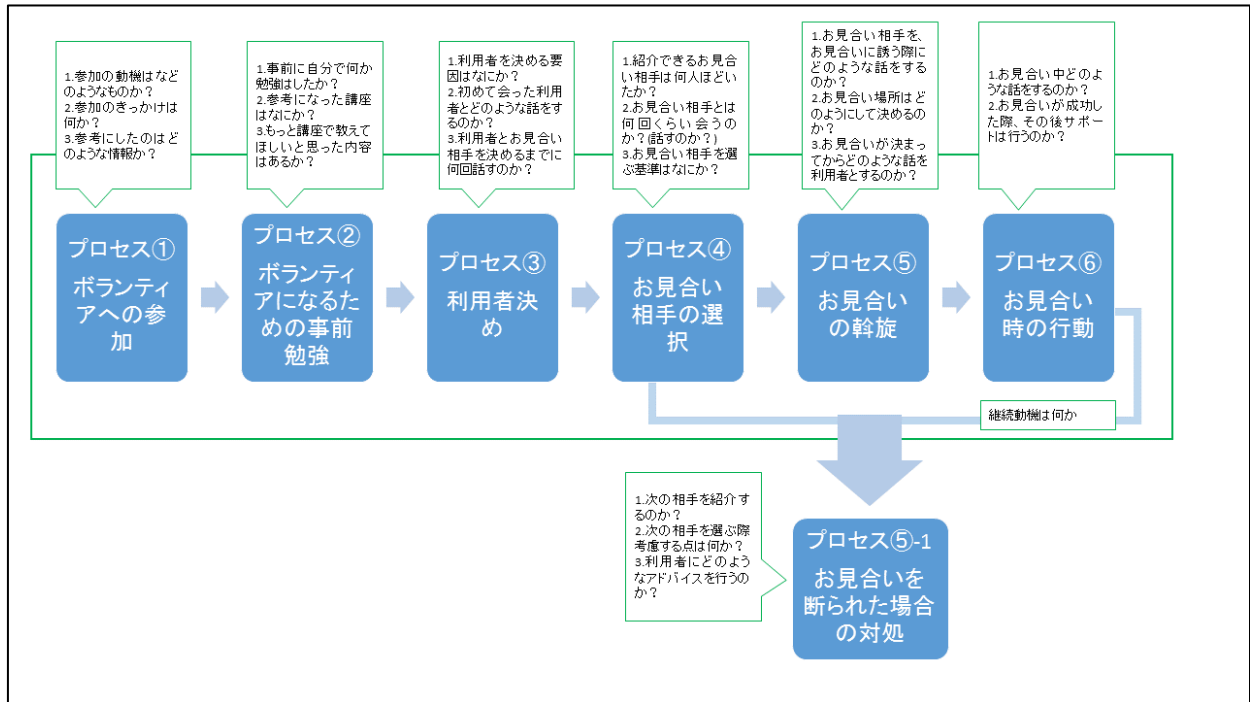 1.参加の動機はなど
のようなものか?
2.参加のきっかけは
何か?
3.参考にしたのはど
のような情報か?
1.事前に自分で何か
勉強はしたか?
2.参考になった講座
はなにか?
3.もっと講座で教えて
ほしいと思った内容
はあるか?
1.利用者を決める要
因はなにか?
2.初めて会った利用
者とどのような話をす
るのか?
3.利用者とお見合い
相手を決めるまでに
何回話すのか?
1.紹介できるお見合
い相手は何人ほどい
たか?
2.お見合い相手とは
何回くらい会うの
か?(話すのか?)
3.お見合い相手を選
ぶ基準はなにか?
1.お見合い相手を、
お見合いに誘う際に
どのような話をする
のか?
2.お見合い場所はど
のようにして決めるの
か?
3.お見合いが決まっ
てからどのような話を
利用者とするのか?
1.お見合い中どのよ
うな話をするのか?
2.お見合いが成功し
た際、その後サポー
トは行うのか?
プロセス①
ボランティ
アへの参
加
プロセス②
ボランティ
アになるた
めの事前
勉強
プロセス③
利用者決
め
プロセス④
お見合い
相手の選
択
プロセス⑤
お見合い
の斡旋
プロセス⑥
お見合い
時の行動
継続動機は何か
1.次の相手を紹介す
るのか?
2.次の相手を選ぶ際
考慮する点は何か?
3.利用者にどのよう
なアドバイスを行うの
か?
プロセス⑤-1
お見合いを
断られた場合
の対処